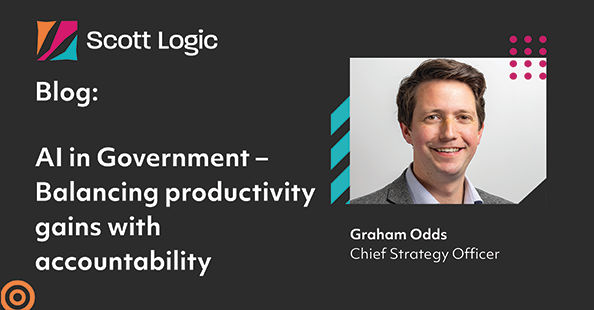 Scott Logic
Blog:
AI in Government –
Balancing productivity
gains with
accountability
Graham Odds
Chief Strategy Officer